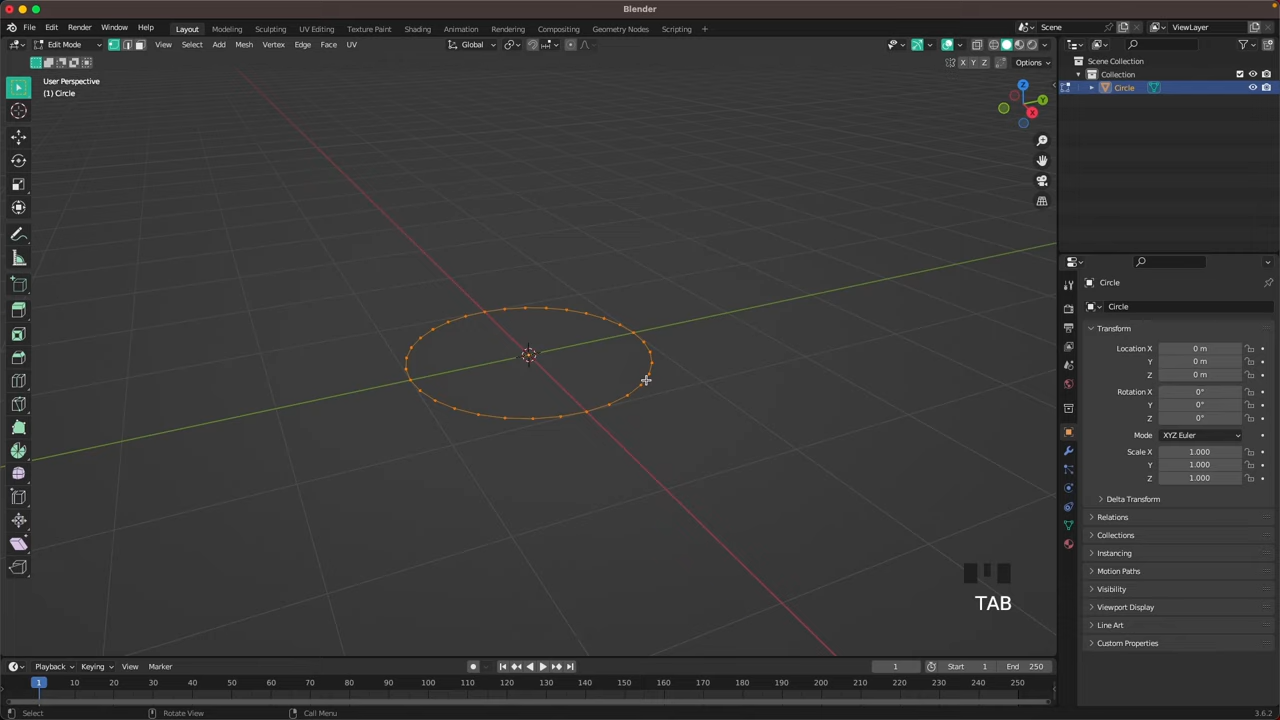 Blender
File Edit Render Window Help
Layout Modeling Sculpting UV Editing Texture Paint Shading Animation Rendering Compositing Geometry Nodes Scripting +
Scene
ViewLayer
Edit Mode View Select Add Mesh Vertex Edge Face UV
Global
X Y Z Options
User Perspective
(1) Circle
Z
Y
X
Scene Collection
Collection
Circle
Circle
Circle
Transform
Location X 0 m
Y 0 m
Z 0 m
Rotation X 0°
Y 0°
Z 0°
Mode XYZ Euler
Scale X 1.000
Y 1.000
Z 1.000
Delta Transform
Relations
Collections
Instancing
Motion Paths
Visibility
Viewport Display
Line Art
Custom Properties
TAB
Playback Keying View Marker
1 Start 1 End 250
1 10 20 30 40 50 60 70 80 90 100 110 120 130 140 150 160 170 180 190 200 210 220 230 240 250
Select Rotate View Call Menu
3.6.2